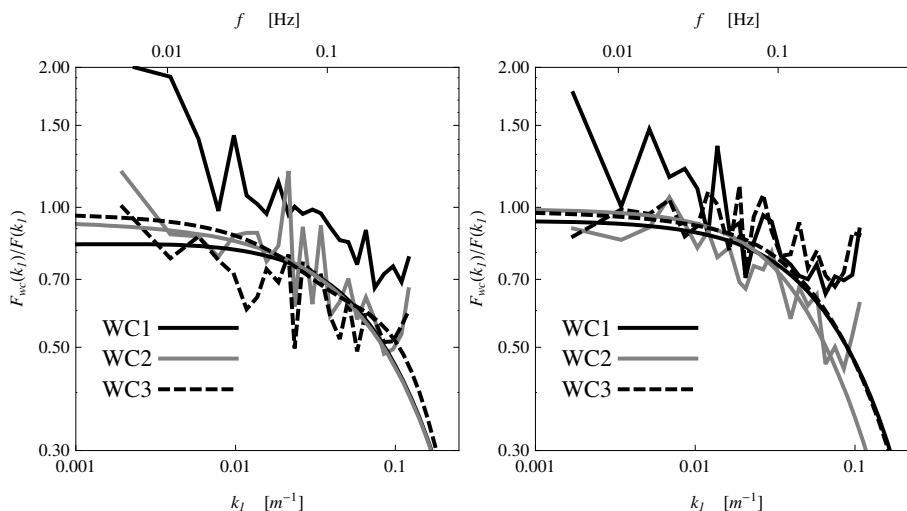 f [Hz]
0.01 0.1
2.00
1.50
1.00
0.70
0.50
0.30
F_wc(k_1)/F(k_1)
WC1
WC2
WC3
0.001 0.01 0.1
k_1 [m^{-1}]
f [Hz]
0.01 0.1
2.00
1.50
1.00
0.70
0.50
0.30
F_wc(k_1)/F(k_1)
WC1
WC2
WC3
0.001 0.01 0.1
k_1 [m^{-1}]